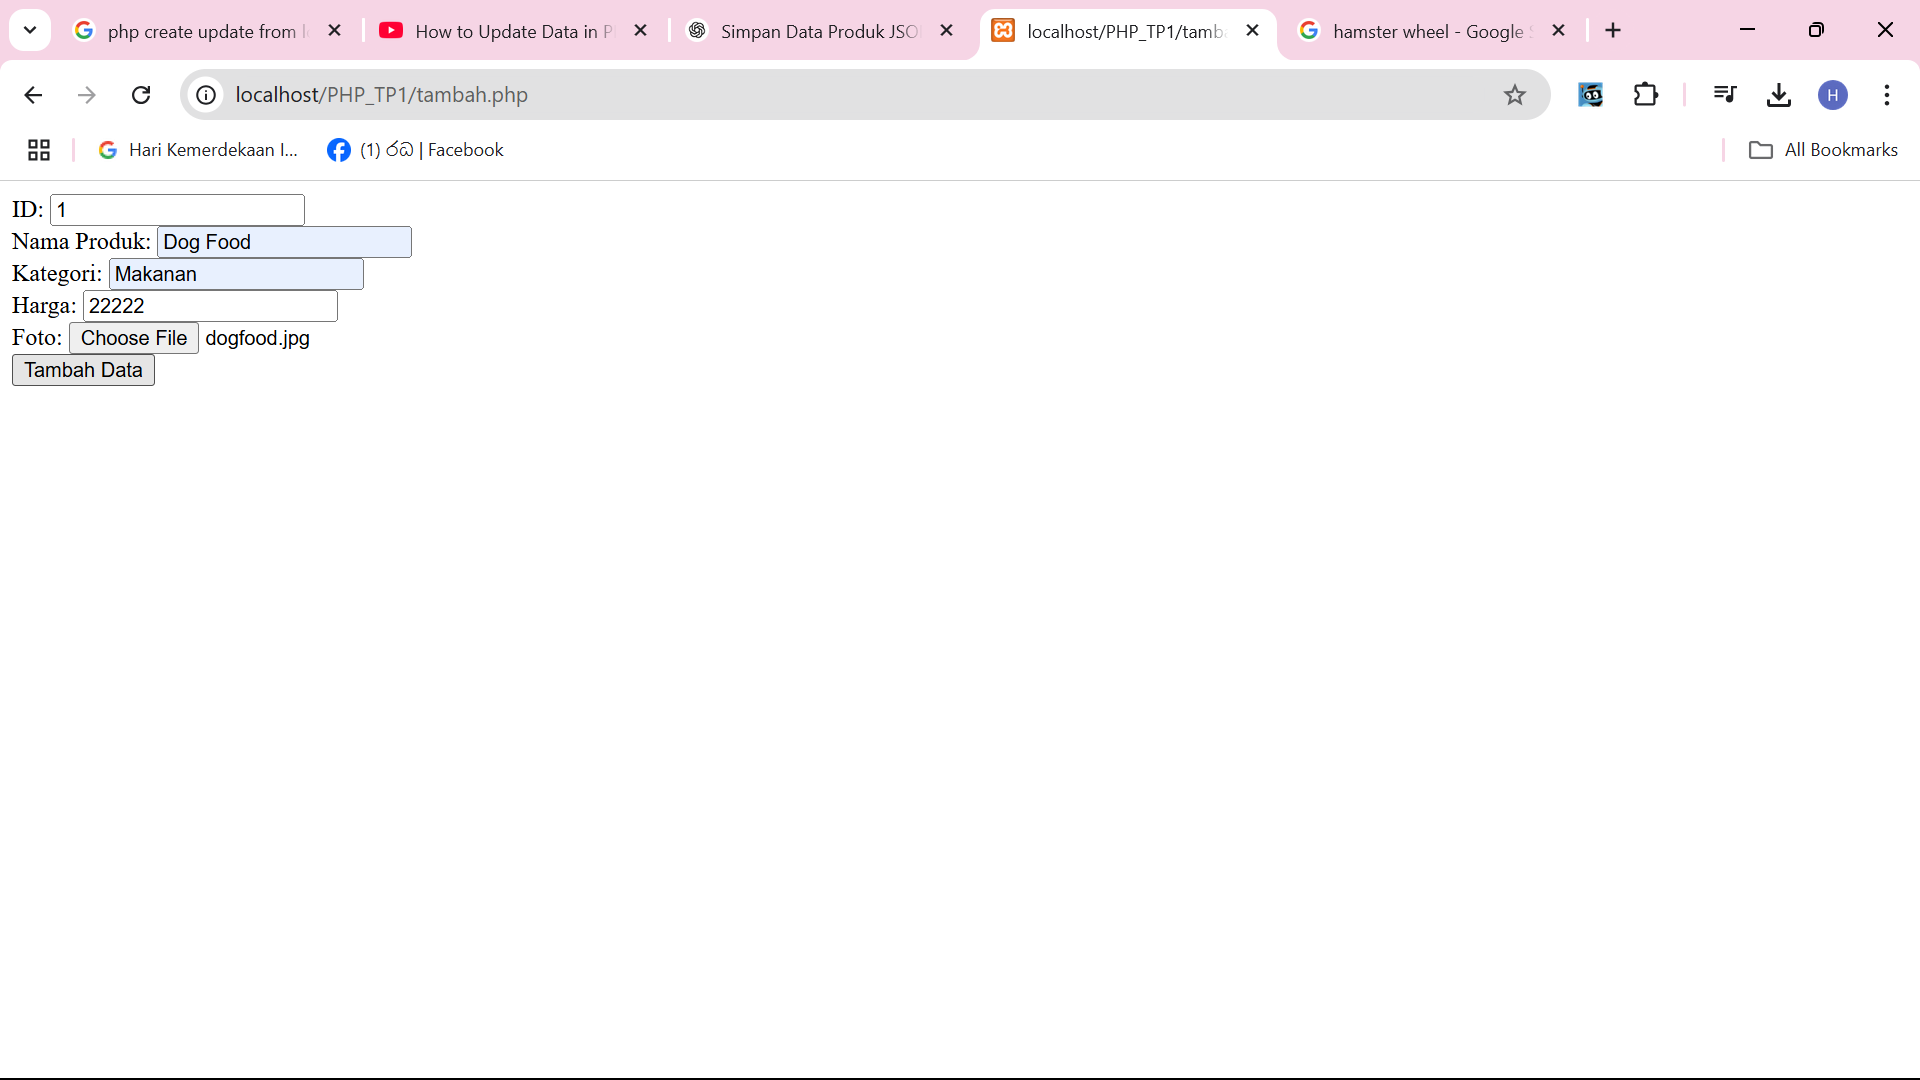 php create update from l
How to Update Data in P
Simpan Data Produk JSO
localhost/PHP_TP1/tamb
hamster wheel - Google S
localhost/PHP_TP1/tambah.php
H
Hari Kemerdekaan I...
(1) රධ | Facebook
All Bookmarks
ID: 1
Nama Produk: Dog Food
Kategori: Makanan
Harga: 22222
Foto: Choose File dogfood.jpg
Tambah Data